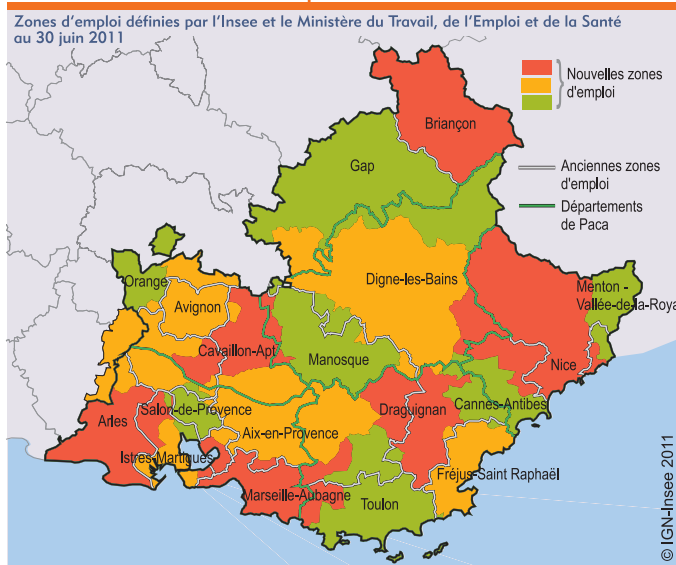 Zones d'emploi définies par l'Insee et le Ministère du Travail, de l'Emploi et de la Santé
au 30 juin 2011
Nouvelles zones
d'emploi
Briançon
Gap
Anciennes zones
d'emploi
Départements
de Paca
Orange
Avignon
Digne-les-Bains
Menton -
Vallée-de-la-Roya
Cavaillon-Apt
Manosque
Nice
Arles
Salon-de-Provence
Draguignan
Cannes-Antibes
Aix-en-Provence
Istres-Martigues
Fréjus-Saint Raphaël
Marseille-Aubagne
Toulon
© IGN-Insee 2011